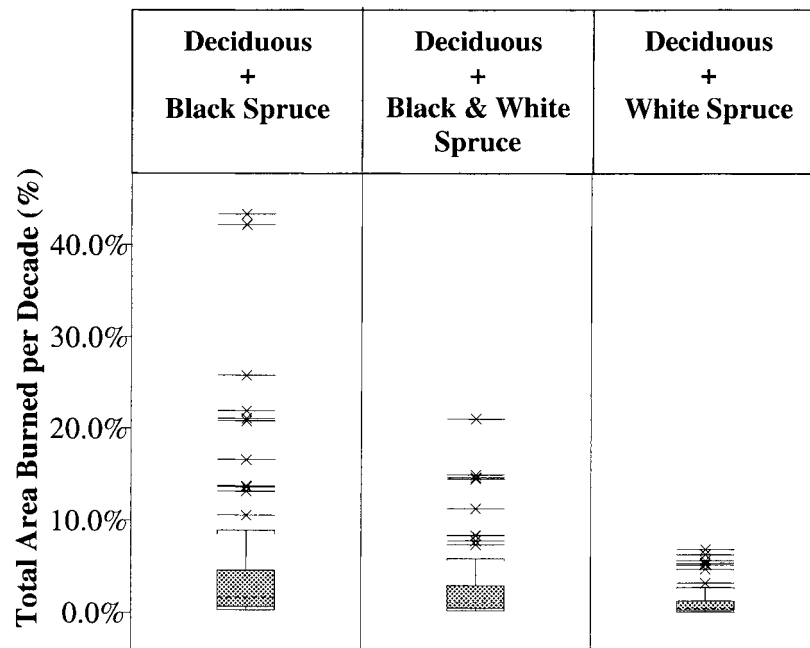 Deciduous
+
Black Spruce
Deciduous
+
Black & White
Spruce
Deciduous
+
White Spruce
Total Area Burned per Decade (%)
40.0%
30.0%
20.0%
10.0%
0.0%